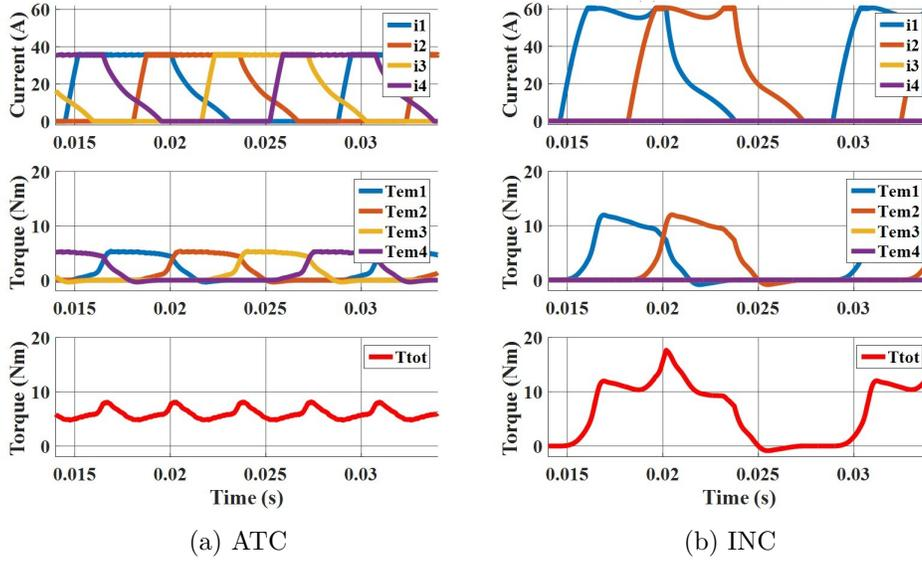 Current (A)
60
40
20
0
i1
i2
i3
i4
0.015 0.02 0.025 0.03
Torque (Nm)
20
10
0
Tem1
Tem2
Tem3
Tem4
0.015 0.02 0.025 0.03
Torque (Nm)
20
10
0
Ttot
0.015 0.02 0.025 0.03
Time (s)
(a) ATC
Current (A)
60
40
20
0
i1
i2
i3
i4
0.015 0.02 0.025 0.03
Torque (Nm)
20
10
0
Tem1
Tem2
Tem3
Tem4
0.015 0.02 0.025 0.03
Torque (Nm)
20
10
0
Ttot
0.015 0.02 0.025 0.03
Time (s)
(b) INC